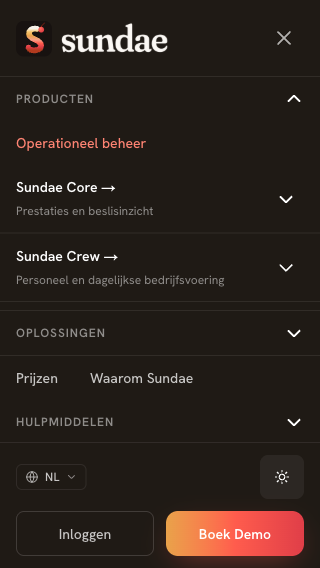 sundae
PRODUCTEN
Operationeel beheer
Sundae Core →
Prestaties en beslisinzicht
Sundae Crew →
Personeel en dagelijkse bedrijfsvoering
OPLOSSINGEN
Prijzen Waarom Sundae
HULPMIDDELEN
NL
Inloggen Boek Demo